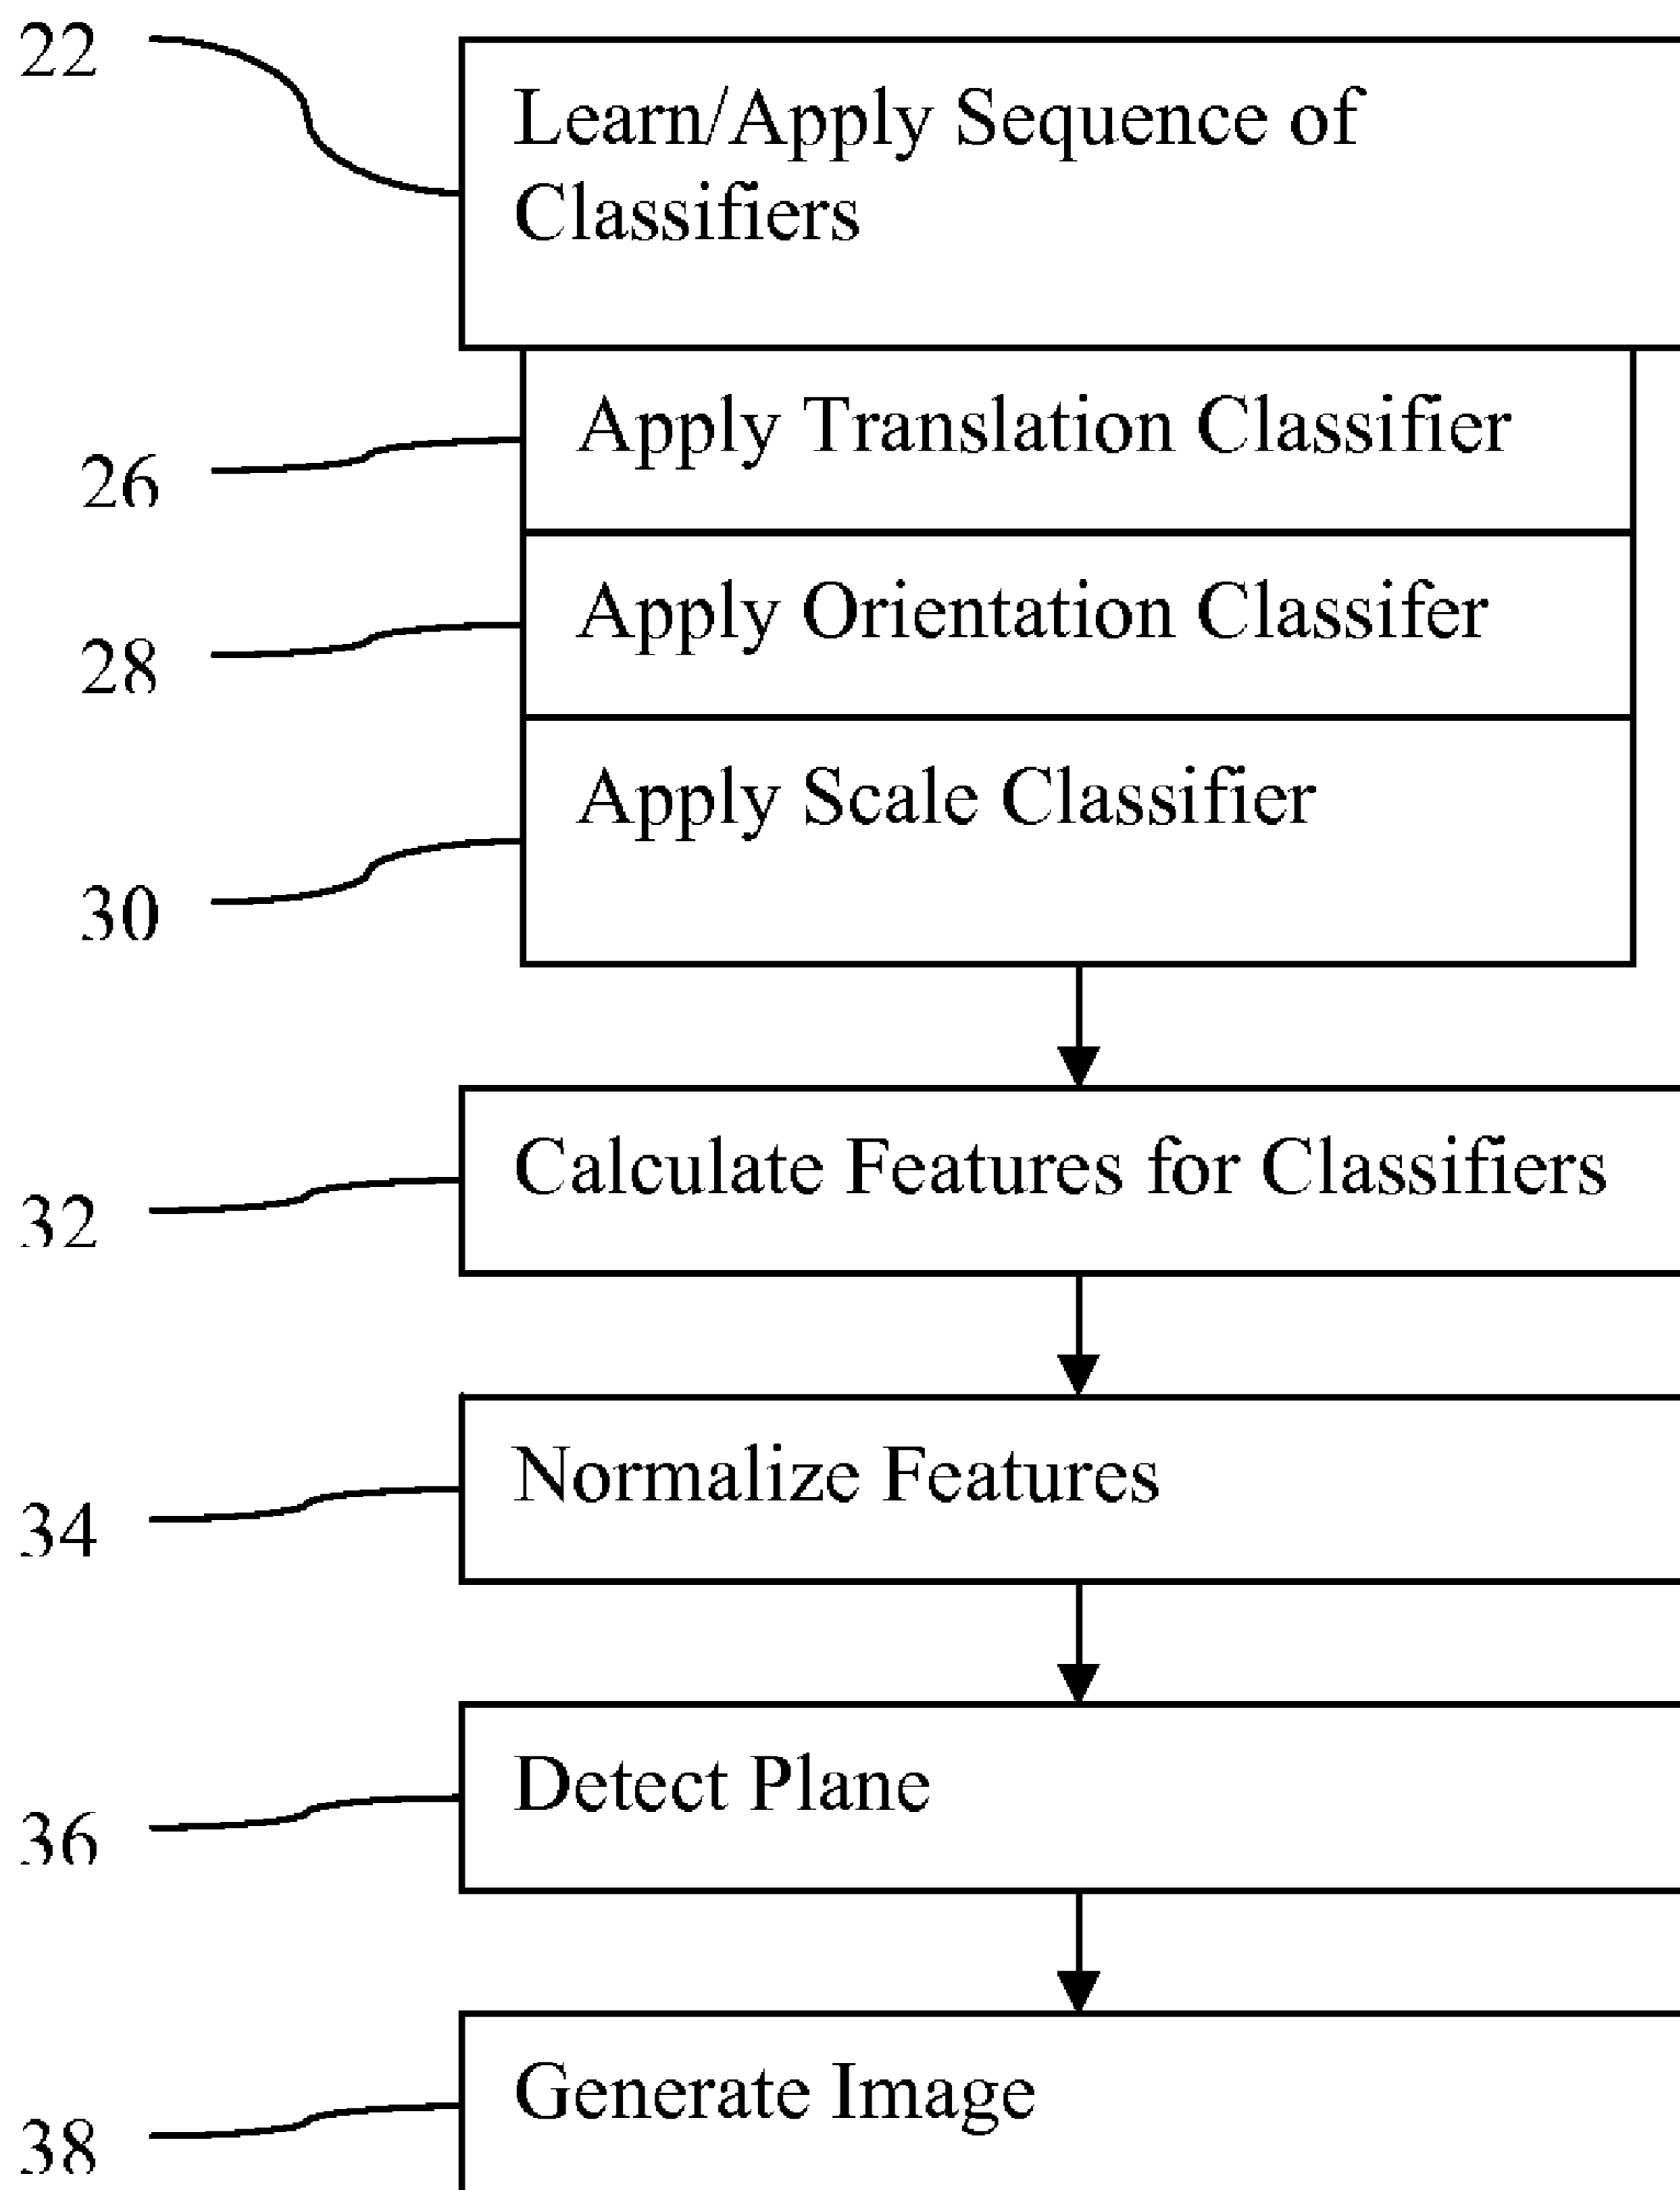 22
Learn/Apply Sequence of
Classifiers
26
Apply Translation Classifier
28
Apply Orientation Classifer
30
Apply Scale Classifier
32
Calculate Features for Classifiers
34
Normalize Features
36
Detect Plane
38
Generate Image